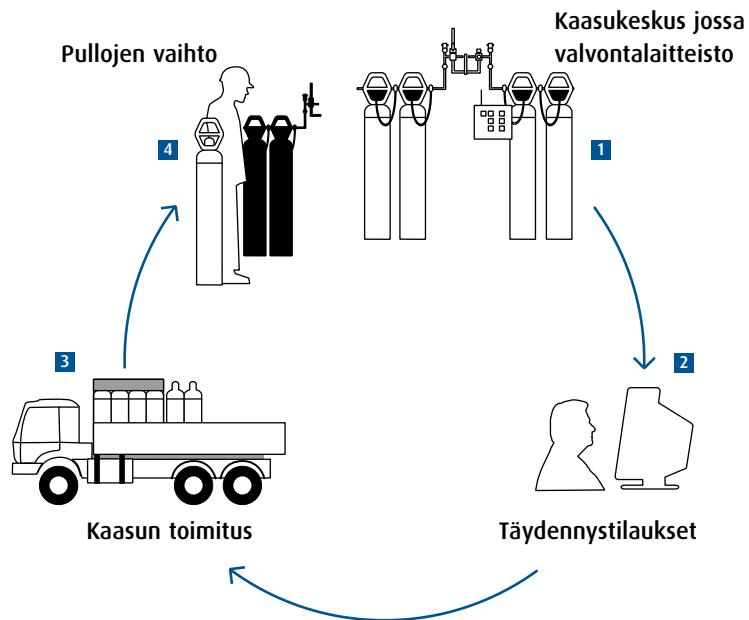 Kaasukeskus jossa
valvontalaitteisto
Pullojen vaihto
4
1
3
2
Kaasun toimitus
Täydennystilaukset